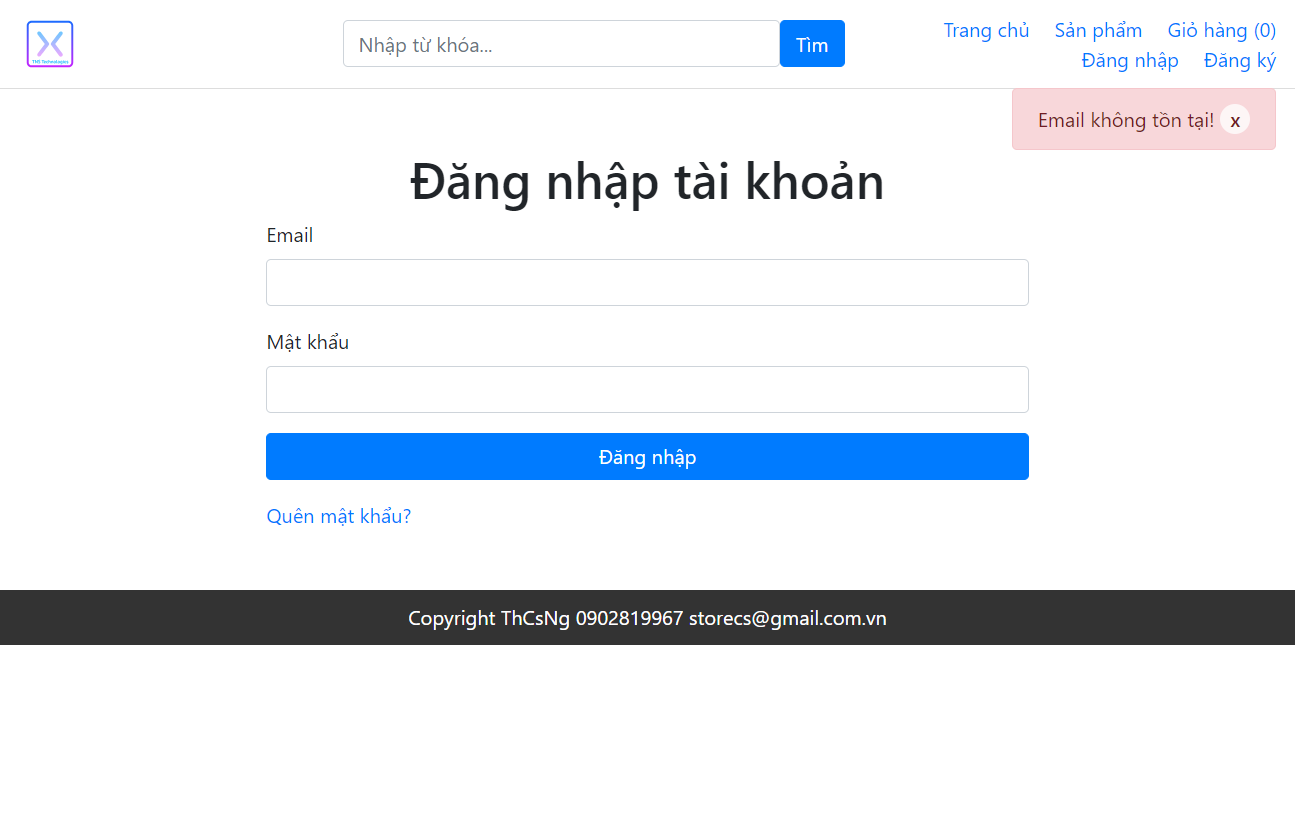 TNS Technologies
Nhập từ khóa...
Tìm
Trang chủ Sản phẩm Giỏ hàng (0)
Đăng nhập Đăng ký
Email không tồn tại! x
Đăng nhập tài khoản
Email
Mật khẩu
Đăng nhập
Quên mật khẩu?
Copyright ThCsNg 0902819967 storecs@gmail.com.vn